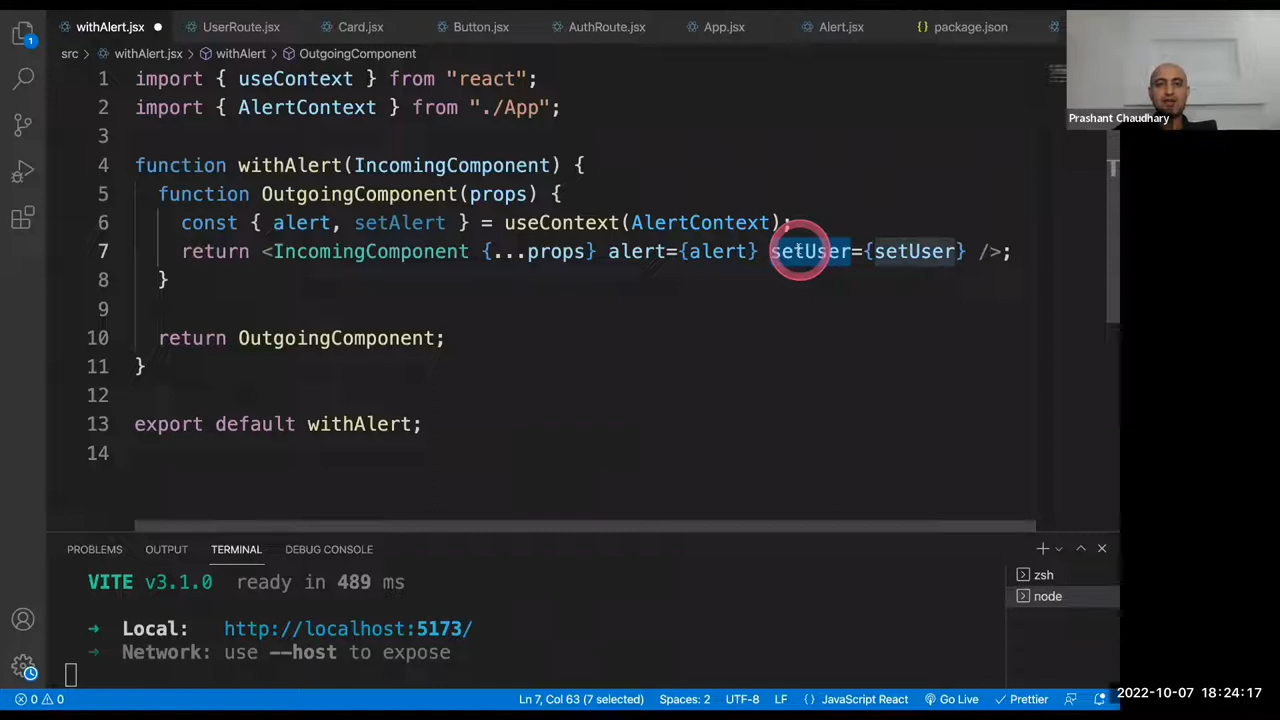 withAlert.jsx UserRoute.jsx Card.jsx Button.jsx AuthRoute.jsx App.jsx Alert.jsx {} package.json
1
src > withAlert.jsx > withAlert > OutgoingComponent
1 import { useContext } from "react";
2 import { AlertContext } from "./App";
3
4 function withAlert(IncomingComponent) {
5 function OutgoingComponent(props) {
6 const { alert, setAlert } = useContext(AlertContext);
7 return <IncomingComponent {...props} alert={alert} setUser={setUser} />;
8 }
9
10 return OutgoingComponent;
11 }
12
13 export default withAlert;
14
Prashant Chaudhary
PROBLEMS OUTPUT TERMINAL DEBUG CONSOLE
VITE v3.1.0 ready in 489 ms
➜ Local: http://localhost:5173/
➜ Network: use --host to expose
zsh
node
0 0 Ln 7, Col 63 (7 selected) Spaces: 2 UTF-8 LF {} JavaScript React Go Live Prettier
2022-10-07 18:24:17